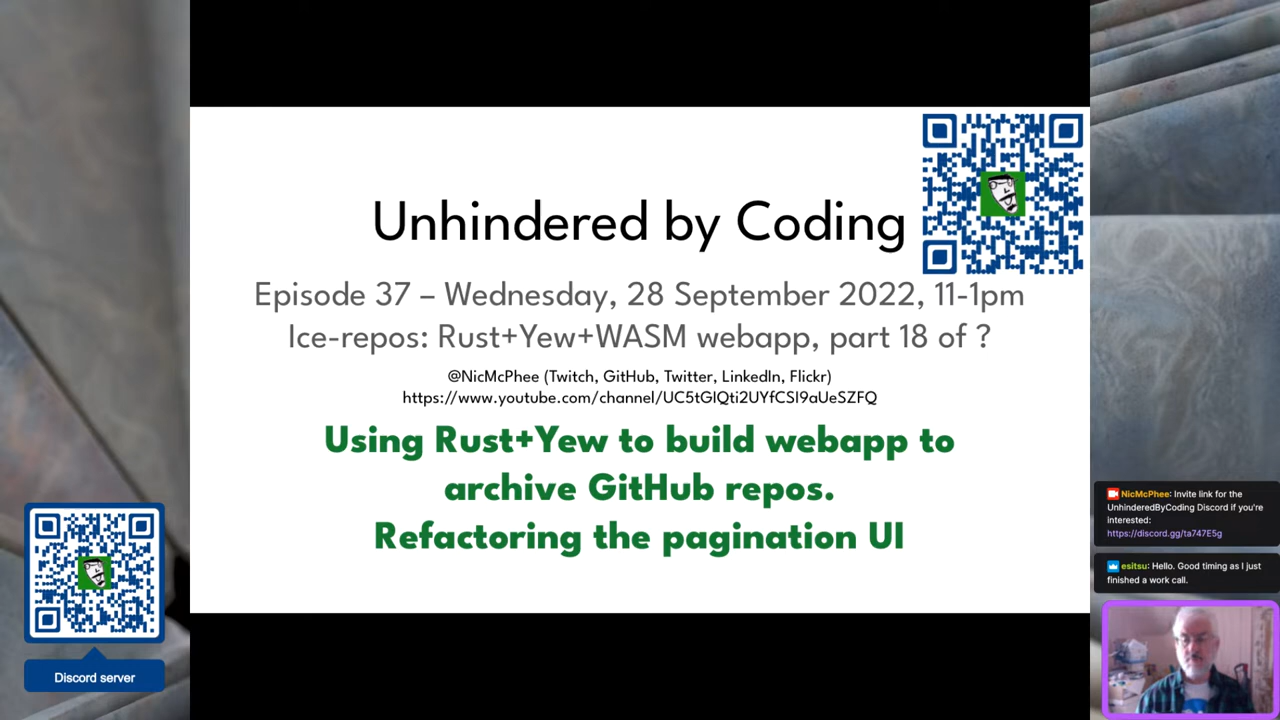 Unhindered by Coding
Episode 37 – Wednesday, 28 September 2022, 11-1pm
Ice-repos: Rust+Yew+WASM webapp, part 18 of ?
@NicMcPhee (Twitch, GitHub, Twitter, LinkedIn, Flickr)
https://www.youtube.com/channel/UC5tGIQti2UYfCSI9aUeSZFQ
Using Rust+Yew to build webapp to
archive GitHub repos.
Refactoring the pagination UI
NicMcPhee: Invite link for the
UnhinderedByCoding Discord if you're
interested:
https://discord.gg/ta747E5g
esitsu: Hello. Good timing as I just
finished a work call.
Discord server